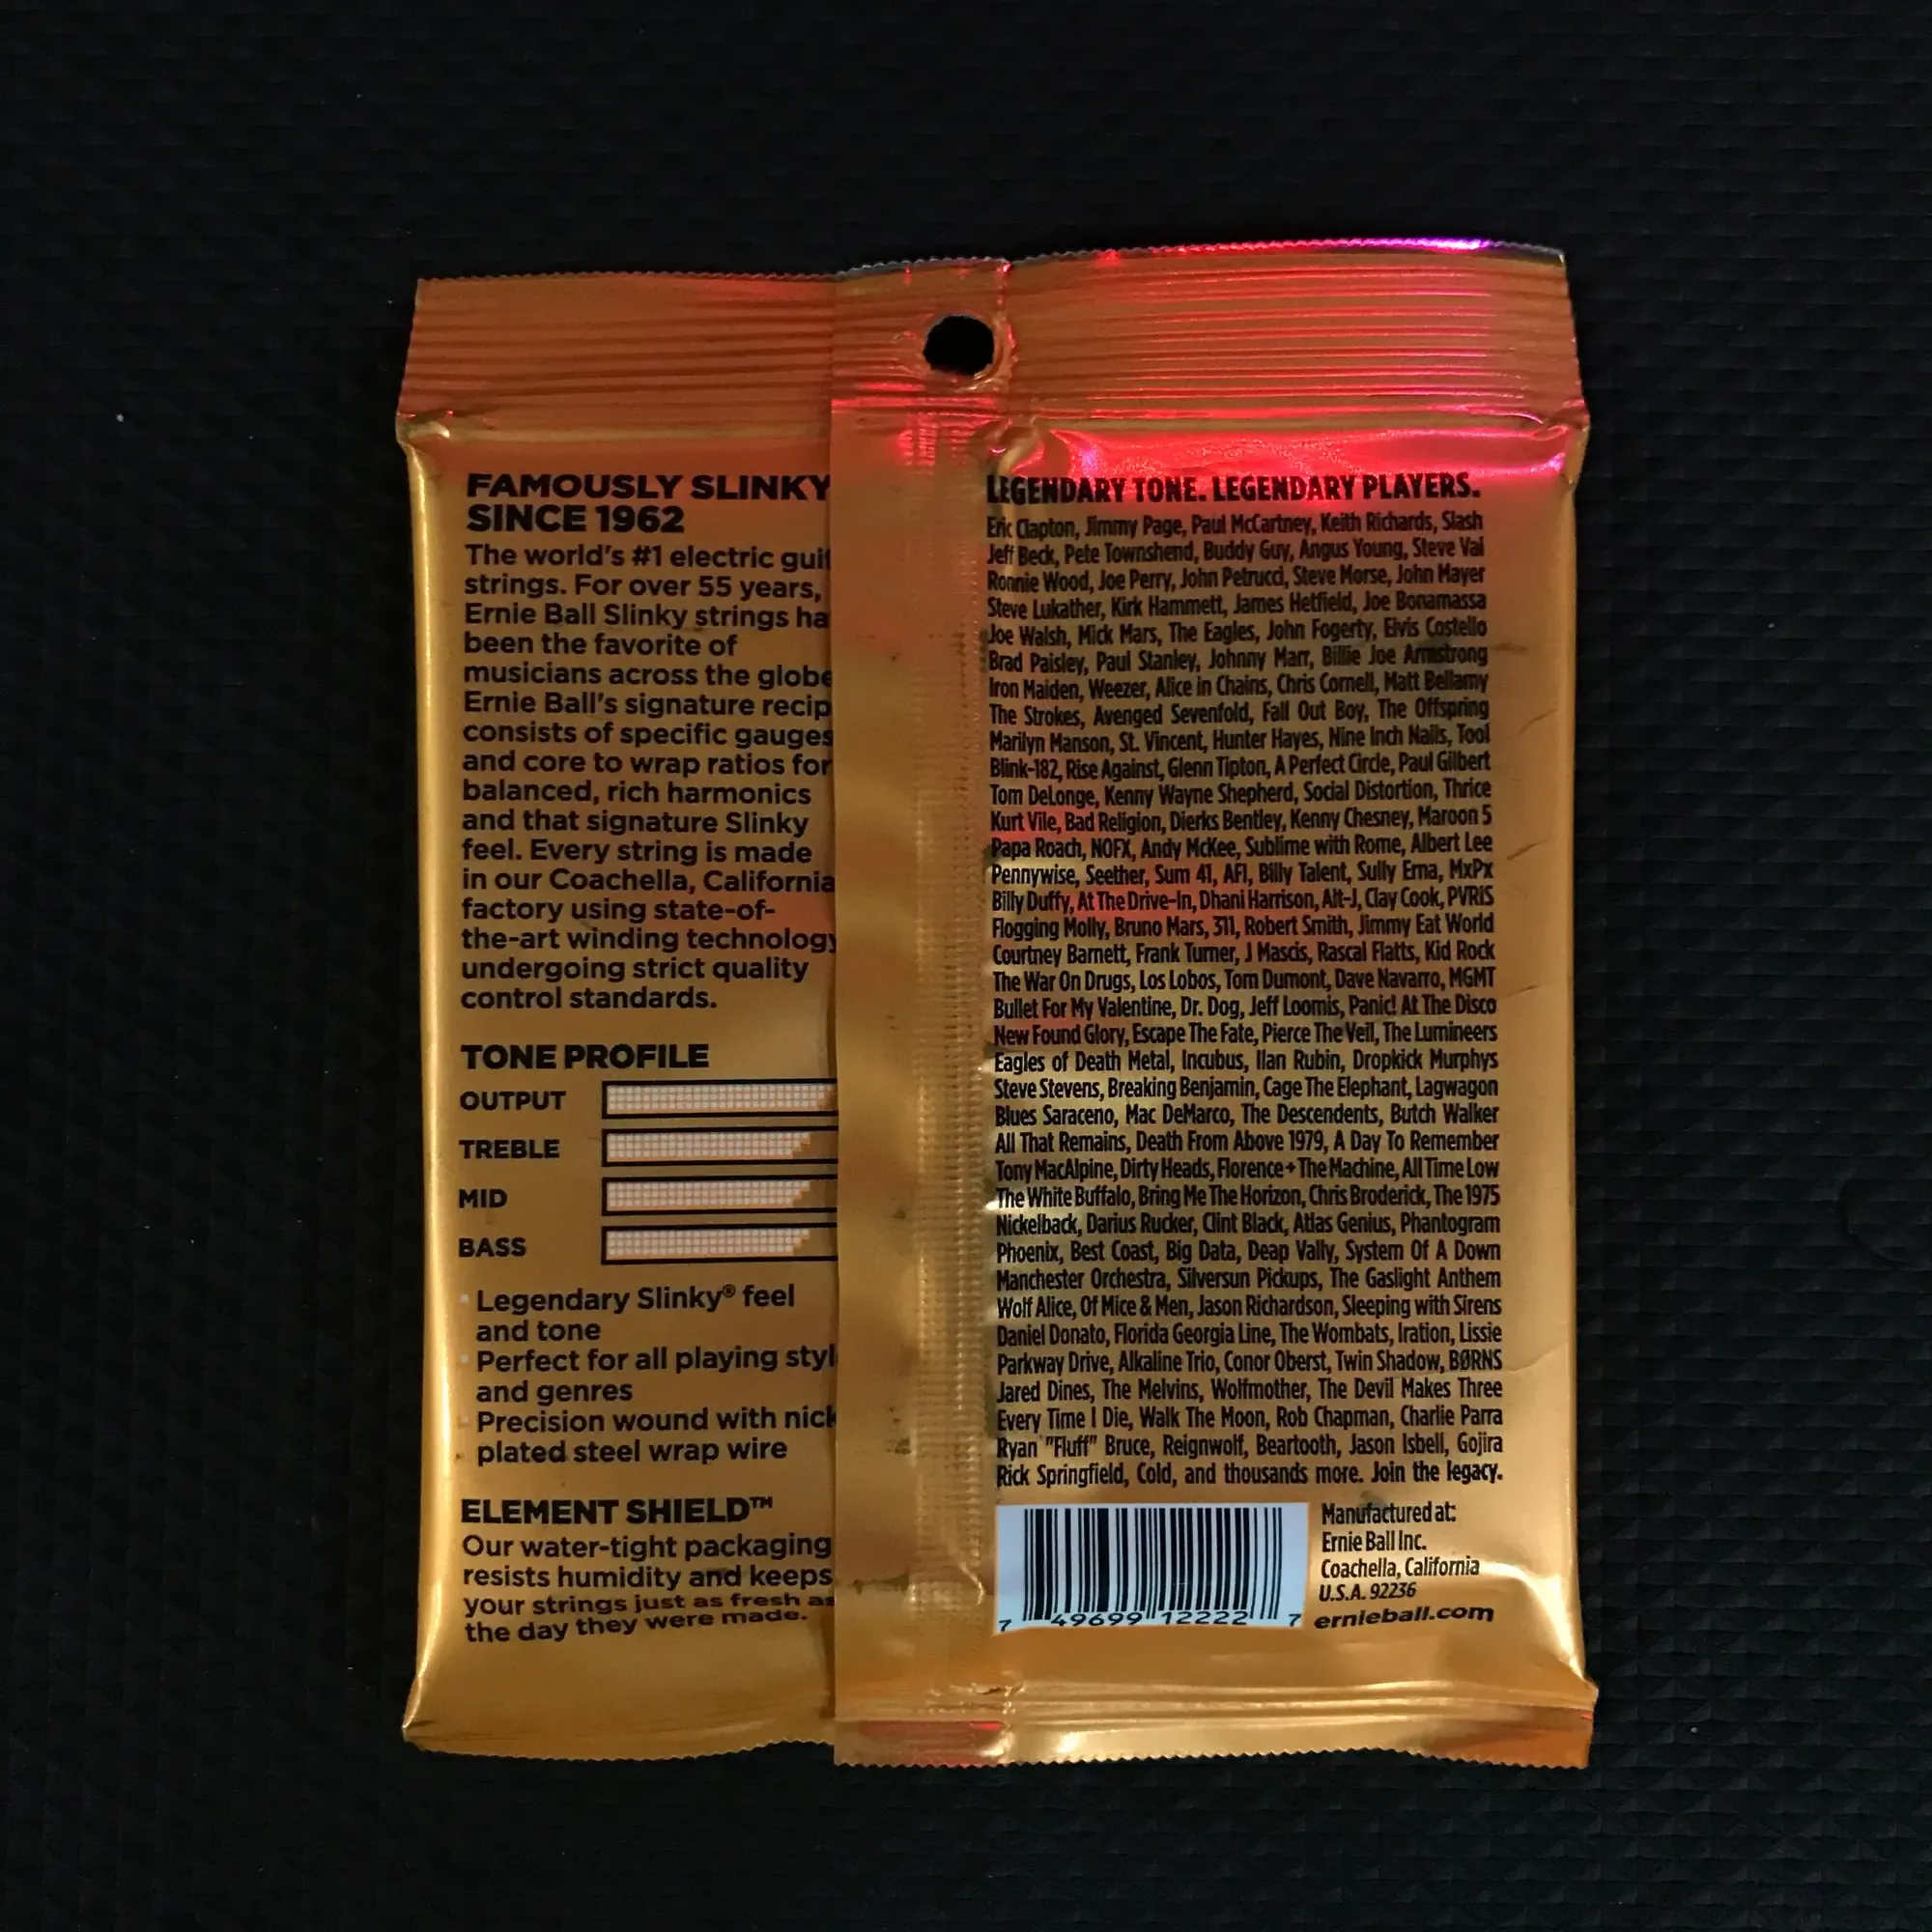 FAMOUSLY SLINKY
SINCE 1962
The world's #1 electric guit
strings. For over 55 years,
Ernie Ball Slinky strings ha
been the favorite of
musicians across the globe
Ernie Ball's signature recip
consists of specific gauges
and core to wrap ratios for
balanced, rich harmonics
and that signature Slinky
feel. Every string is made
in our Coachella, California
factory using state-of-
the-art winding technology
undergoing strict quality
control standards.
TONE PROFILE
OUTPUT
TREBLE
MID
BASS
Legendary Slinky® feel
and tone
Perfect for all playing styl
and genres
Precision wound with nick
plated steel wrap wire
ELEMENT SHIELD™
Our water-tight packaging
resists humidity and keeps
your strings just as fresh as
the day they were made.
LEGENDARY TONE. LEGENDARY PLAYERS.
Eric Clapton, Jimmy Page, Paul McCartney, Keith Richards, Slash
Jeff Beck, Pete Townshend, Buddy Guy, Angus Young, Steve Vai
Ronnie Wood, Joe Perry, John Petrucci, Steve Morse, John Mayer
Steve Lukather, Kirk Hammett, James Hetfield, Joe Bonamassa
Joe Walsh, Mick Mars, The Eagles, John Fogerty, Elvis Costello
Brad Paisley, Paul Stanley, Johnny Marr, Billie Joe Armstrong
Iron Maiden, Weezer, Alice in Chains, Chris Cornell, Matt Bellamy
The Strokes, Avenged Sevenfold, Fall Out Boy, The Offspring
Marilyn Manson, St. Vincent, Hunter Hayes, Nine Inch Nails, Tool
Blink-182, Rise Against, Glenn Tipton, A Perfect Circle, Paul Gilbert
Tom DeLonge, Kenny Wayne Shepherd, Social Distortion, Thrice
Kurt Vile, Bad Religion, Dierks Bentley, Kenny Chesney, Maroon 5
Papa Roach, NOFX, Andy McKee, Sublime with Rome, Albert Lee
Pennywise, Seether, Sum 41, AFI, Billy Talent, Sully Erna, MxPx
Billy Duffy, At The Drive-In, Dhani Harrison, Alt-J, Clay Cook, PVRIS
Flogging Molly, Bruno Mars, 311, Robert Smith, Jimmy Eat World
Courtney Barnett, Frank Turner, J Mascis, Rascal Flatts, Kid Rock
The War On Drugs, Los Lobos, Tom Dumont, Dave Navarro, MGMT
Bullet For My Valentine, Dr. Dog, Jeff Loomis, Panic! At The Disco
New Found Glory, Escape The Fate, Pierce The Veil, The Lumineers
Eagles of Death Metal, Incubus, Ilan Rubin, Dropkick Murphys
Steve Stevens, Breaking Benjamin, Cage The Elephant, Lagwagon
Blues Saraceno, Mac DeMarco, The Descendents, Butch Walker
All That Remains, Death From Above 1979, A Day To Remember
Tony MacAlpine, Dirty Heads, Florence+The Machine, All Time Low
The White Buffalo, Bring Me The Horizon, Chris Broderick, The 1975
Nickelback, Darius Rucker, Clint Black, Atlas Genius, Phantogram
Phoenix, Best Coast, Big Data, Deap Vally, System Of A Down
Manchester Orchestra, Silversun Pickups, The Gaslight Anthem
Wolf Alice, Of Mice & Men, Jason Richardson, Sleeping with Sirens
Daniel Donato, Florida Georgia Line, The Wombats, Iration, Lissie
Parkway Drive, Alkaline Trio, Conor Oberst, Twin Shadow, BØRNS
Jared Dines, The Melvins, Wolfmother, The Devil Makes Three
Every Time I Die, Walk The Moon, Rob Chapman, Charlie Parra
Ryan "Fluff" Bruce, Reignwolf, Beartooth, Jason Isbell, Gojira
Rick Springfield, Cold, and thousands more. Join the legacy.
7 49699 12222 7
Manufactured at:
Ernie Ball Inc.
Coachella, California
U.S.A. 92236
ernieball.com